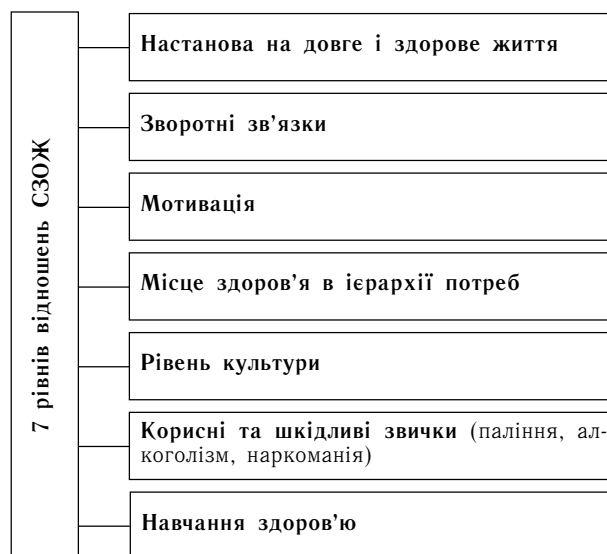 7 рівнів відношень СЗОЖ
Настанова на довге і здорове життя
Зворотні зв'язки
Мотивація
Місце здоров'я в ієрархії потреб
Рівень культури
Корисні та шкідливі звички (паління, ал-
коголізм, наркоманія)
Навчання здоров'ю